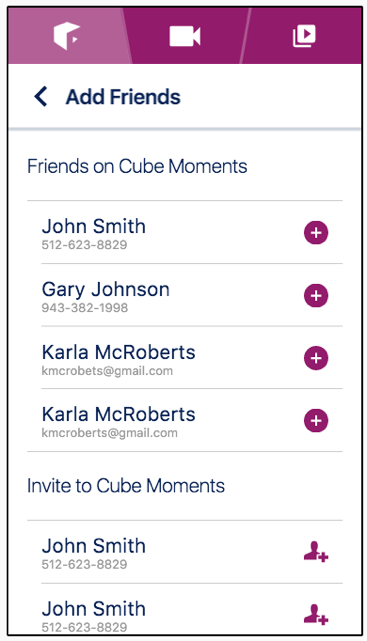 Add Friends
Friends on Cube Moments
John Smith
512-623-8829
Gary Johnson
943-382-1998
Karla McRoberts
kmcrobets@gmail.com
Karla McRoberts
kmcroberts@gmail.com
Invite to Cube Moments
John Smith
512-623-8829
John Smith
512-623-8829